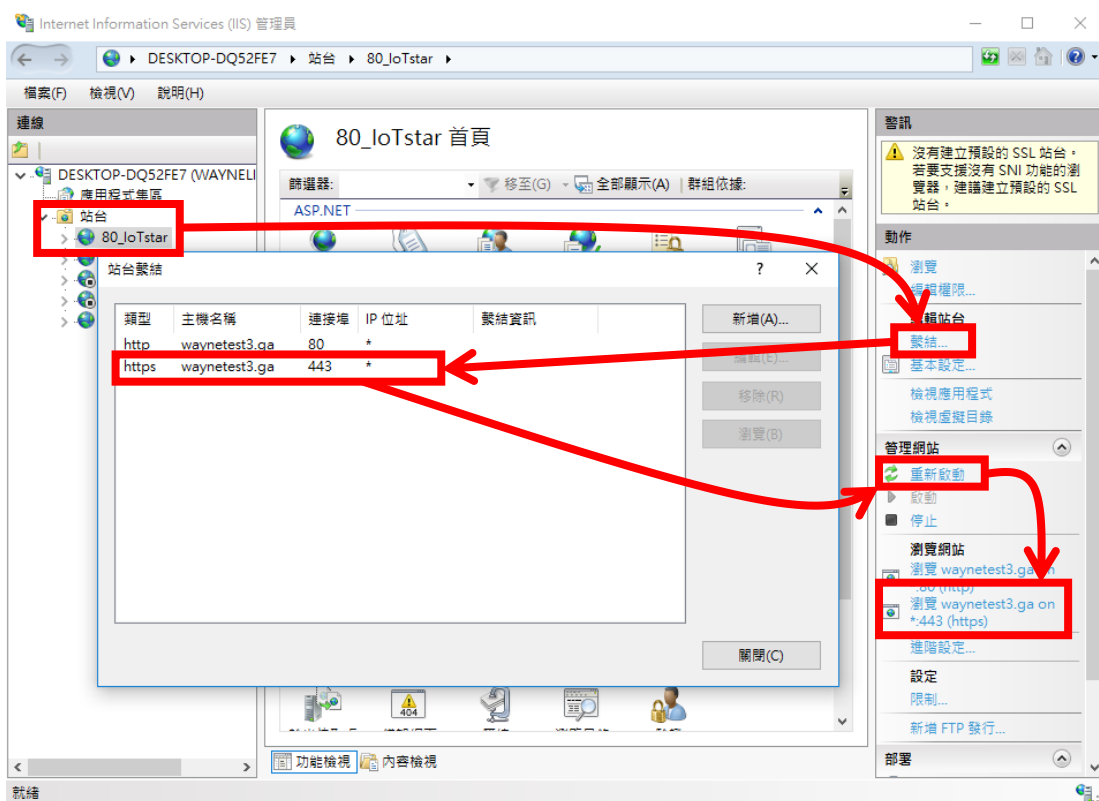 Internet Information Services (IIS) 管理員
DESKTOP-DQ52FE7 站台 80_IoTstar
檔案(F) 檢視(V) 說明(H)
連線
DESKTOP-DQ52FE7 (WAYNELI
應用程式集區
站台
80_IoTstar
80_IoTstar 首頁
篩選器: 移至(G) 全部顯示(A) 群組依據:
ASP.NET
站台繫結 ?
類型 主機名稱 連接埠 IP 位址 繫結資訊
http waynetest3.ga 80 *
https waynetest3.ga 443 *
新增(A)...
編輯(E)...
移除(R)
瀏覽(B)
關閉(C)
404
功能檢視 內容檢視
警訊
沒有建立預設的 SSL 站台。
若要支援沒有 SNI 功能的瀏
覽器，建議建立預設的 SSL
站台。
動作
瀏覽
編輯權限...
編輯站台
繫結...
基本設定...
檢視應用程式
檢視虛擬目錄
管理網站
重新啟動
啟動
停止
瀏覽網站
瀏覽 waynetest3.ga on
*:80 (http)
瀏覽 waynetest3.ga on
*:443 (https)
進階設定...
設定
限制...
新增 FTP 發行...
部署
就緒